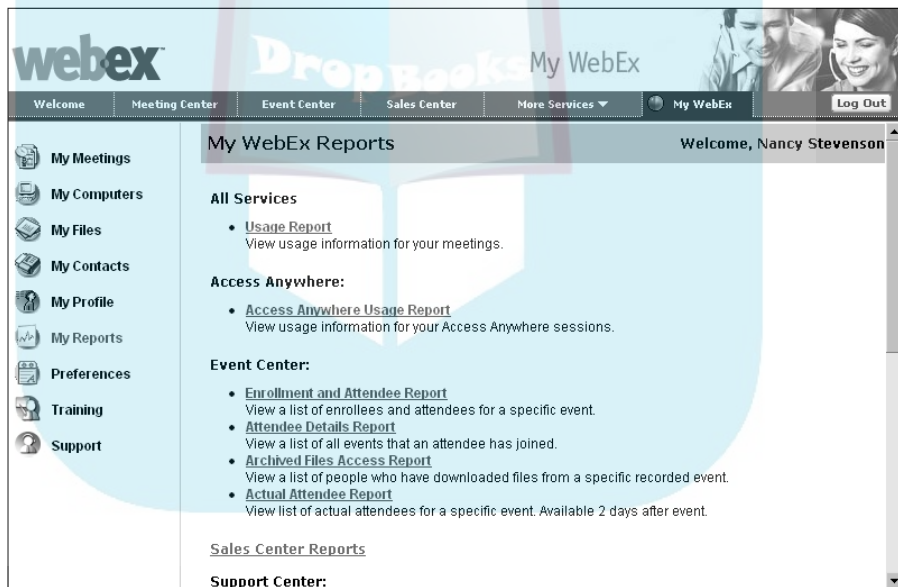 webex
DropBooks
My WebEx
Welcome
Meeting Center
Event Center
Sales Center
More Services ▼
My WebEx
Log Out
My Meetings
My Computers
My Files
My Contacts
My Profile
My Reports
Preferences
Training
Support
My WebEx Reports
Welcome, Nancy Stevenson
All Services
• Usage Report
View usage information for your meetings.
Access Anywhere:
• Access Anywhere Usage Report
View usage information for your Access Anywhere sessions.
Event Center:
• Enrollment and Attendee Report
View a list of enrollees and attendees for a specific event.
• Attendee Details Report
View a list of all events that an attendee has joined.
• Archived Files Access Report
View a list of people who have downloaded files from a specific recorded event.
• Actual Attendee Report
View list of actual attendees for a specific event. Available 2 days after event.
Sales Center Reports
Support Center: